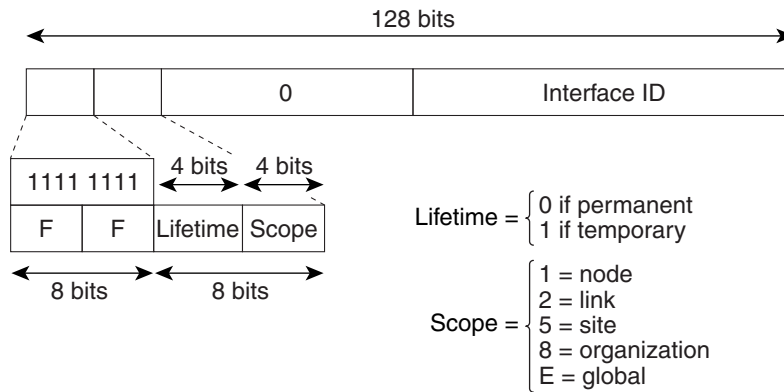 128 bits
0 Interface ID
4 bits 4 bits
1111 1111
F F Lifetime Scope
8 bits 8 bits
Lifetime = 0 if permanent
1 if temporary
Scope = 1 = node
2 = link
5 = site
8 = organization
E = global